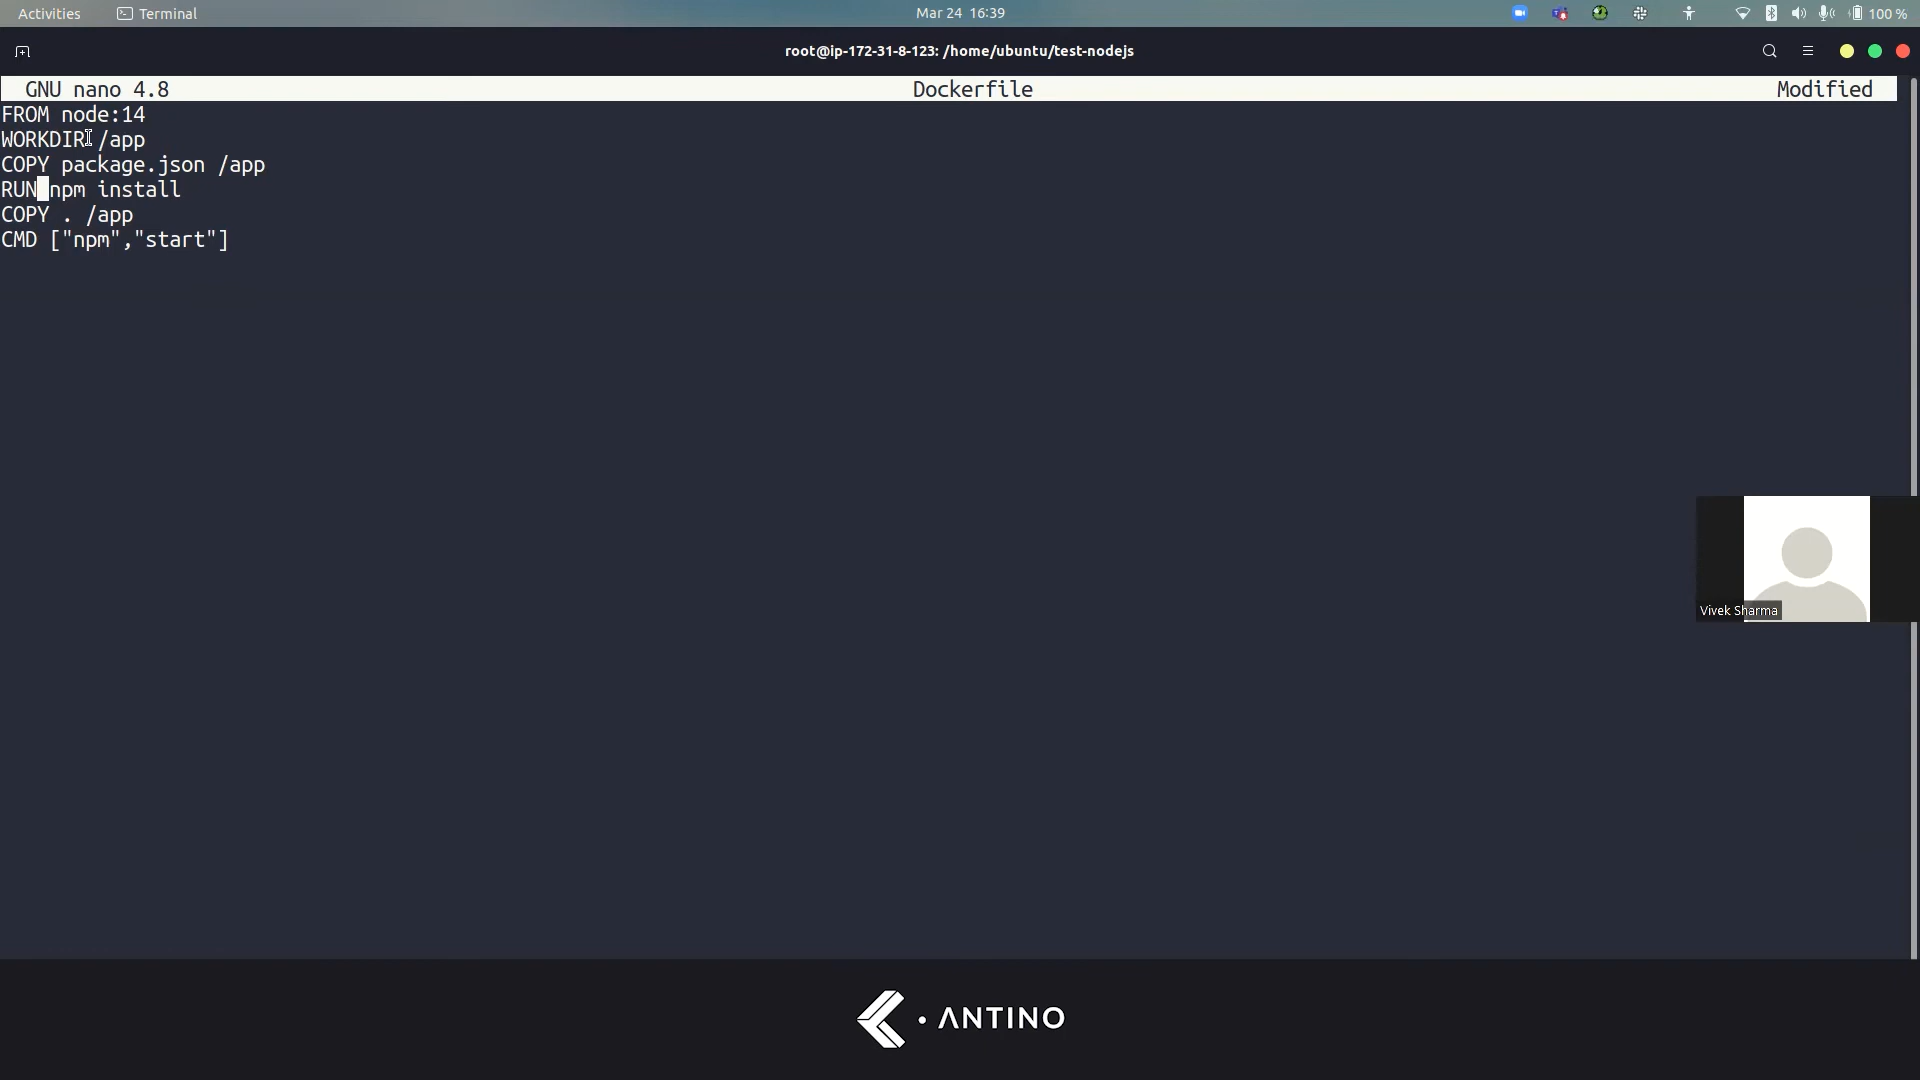 Activities Terminal Mar 24 16:39 100 %
root@ip-172-31-8-123: /home/ubuntu/test-nodejs
GNU nano 4.8 Dockerfile Modified
FROM node:14
WORKDIR /app
COPY package.json /app
RUN npm install
COPY . /app
CMD ["npm","start"]
Vivek Sharma
ANTINO